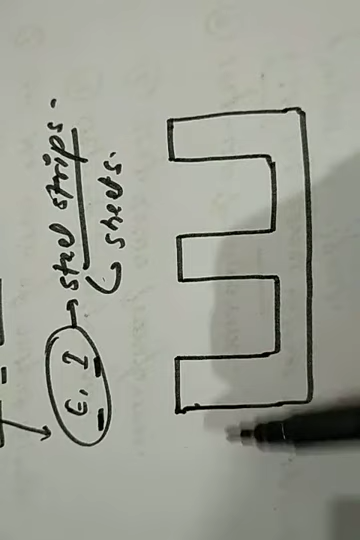 E, I → steel strips.
↳ sheets.